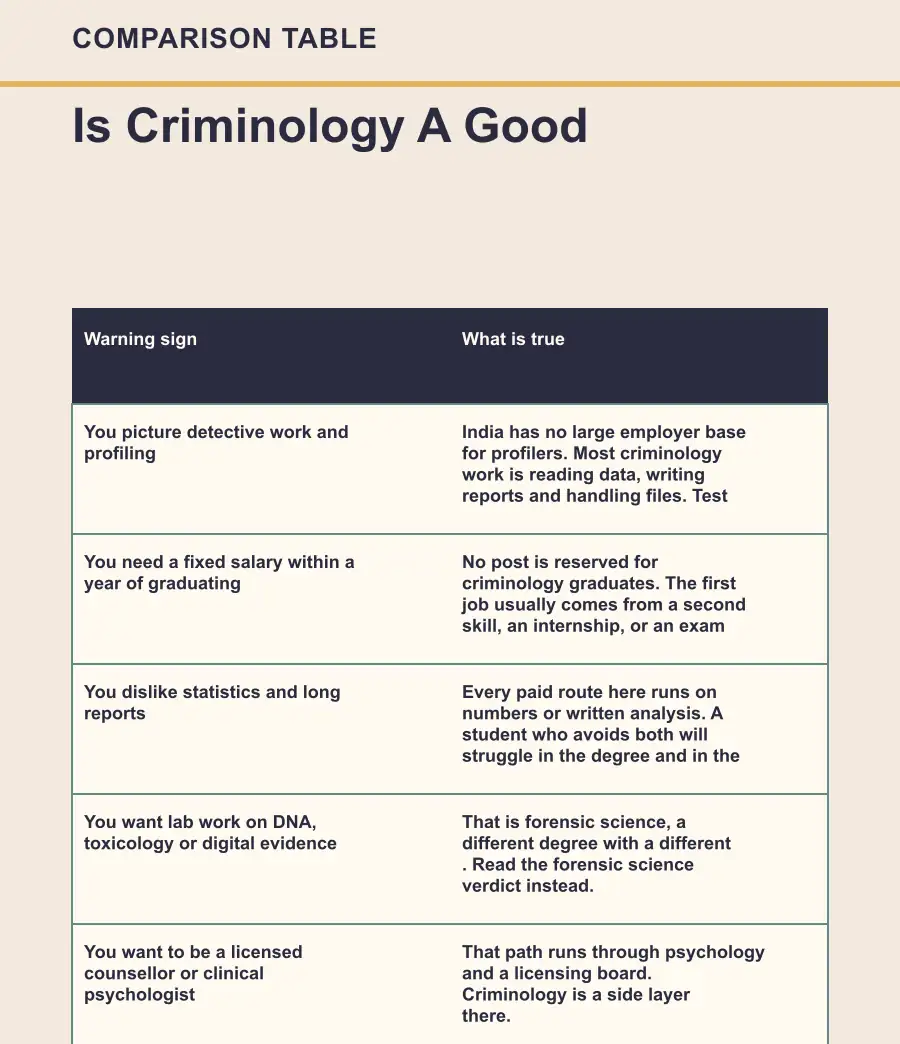 COMPARISON TABLE
Is Criminology A Good
Warning sign
What is true
You picture detective work and
profiling
India has no large employer base
for profilers. Most criminology
work is reading data, writing
reports and handling files. Test
You need a fixed salary within a
year of graduating
No post is reserved for
criminology graduates. The first
job usually comes from a second
skill, an internship, or an exam
You dislike statistics and long
reports
Every paid route here runs on
numbers or written analysis. A
student who avoids both will
struggle in the degree and in the
You want lab work on DNA,
toxicology or digital evidence
That is forensic science, a
different degree with a different
. Read the forensic science
verdict instead.
You want to be a licensed
counsellor or clinical
psychologist
That path runs through psychology
and a licensing board.
Criminology is a side layer
there.